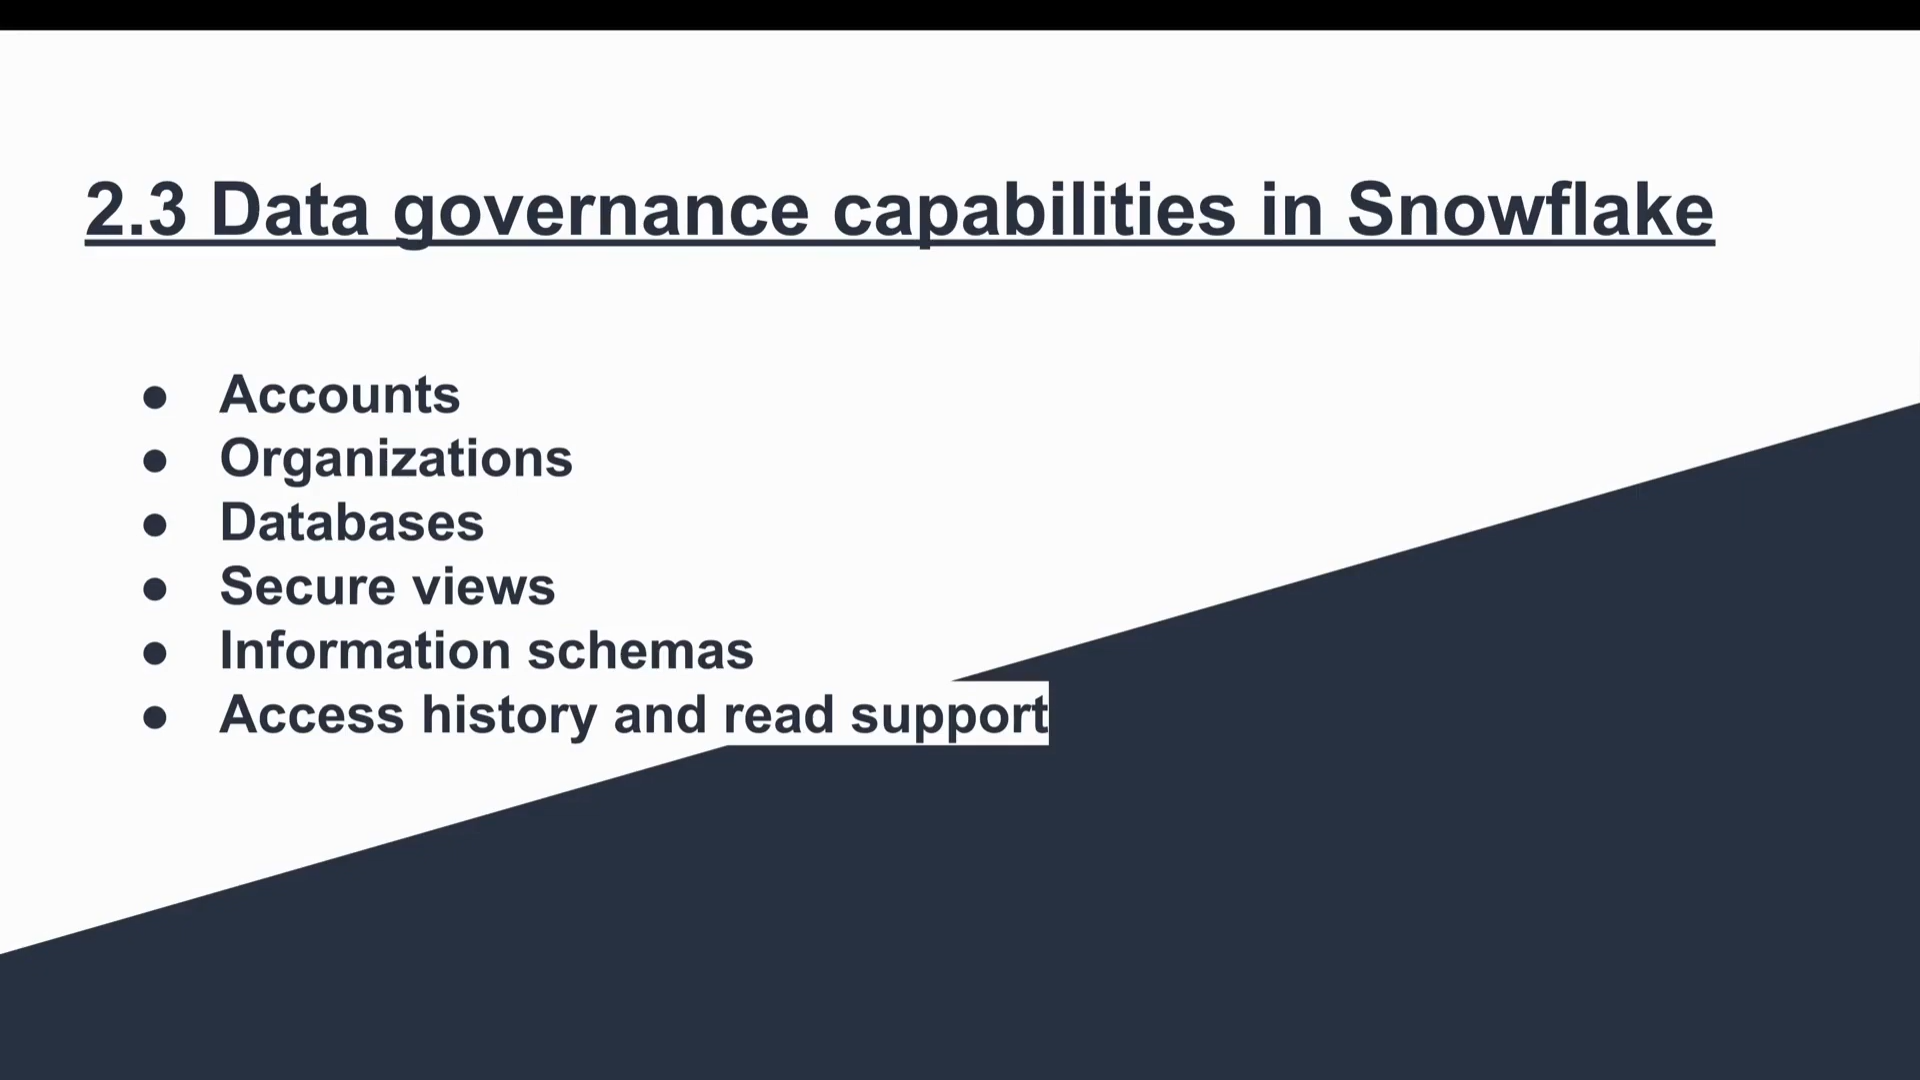 2.3 Data governance capabilities in Snowflake
● Accounts
● Organizations
● Databases
● Secure views
● Information schemas
● Access history and read support